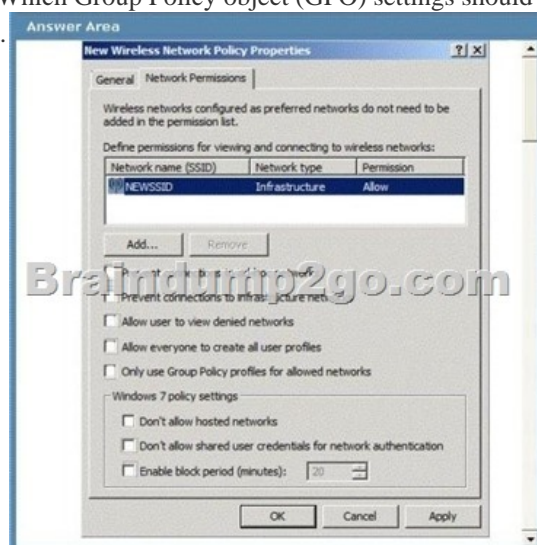 Which Group Policy object (GPO) settings should
Answer Area
.
New Wireless Network Policy Properties
General Network Permissions
Wireless networks configured as preferred networks do not need to be
added in the permission list.
Define permissions for viewing and connecting to wireless networks:
Network name (SSID) Network type Permission
NEWSSID Infrastructure Allow
Add... Remove
Prevent connections
Braindump2go.com
Prevent connections to infrastructure
Allow user to view denied networks
Allow everyone to create all user profiles
Only use Group Policy profiles for allowed networks
Windows 7 policy settings
Don't allow hosted networks
Don't allow shared user credentials for network authentication
Enable block period (minutes): 20
OK Cancel Apply